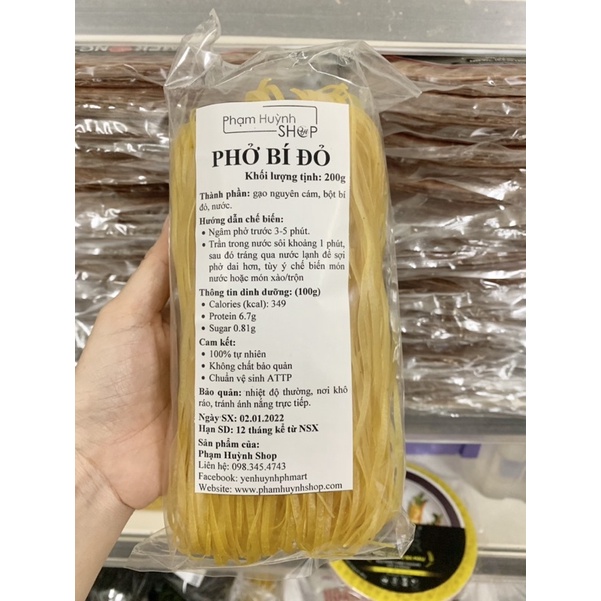 Phạm Huỳnh
SHOP
PHỞ BÍ ĐỎ
Khối lượng tịnh: 200g
Thành phần: gạo nguyên cám, bột bí
đỏ, nước.
Hướng dẫn chế biến:
• Ngâm phở trước 3-5 phút.
• Trần trong nước sôi khoảng 1 phút,
sau đó tráng qua nước lạnh để sợi
phở dai hơn, tùy ý chế biến món
nước hoặc món xào/trộn
Thông tin dinh dưỡng: (100g)
• Calories (kcal): 349
• Protein 6.7g
• Sugar 0.81g
Cam kết:
• 100% tự nhiên
• Không chất bảo quản
• Chuẩn vệ sinh ATTP
Bảo quản: nhiệt độ thường, nơi khô
ráo, tránh ánh nắng trực tiếp.
Ngày SX: 02.01.2022
Hạn SD: 12 tháng kể từ NSX
Sản phẩm của:
Phạm Huỳnh Shop
Liên hệ: 098.345.4743
Facebook: yenhuynhphmart
Website: www.phamhuynhshop.com